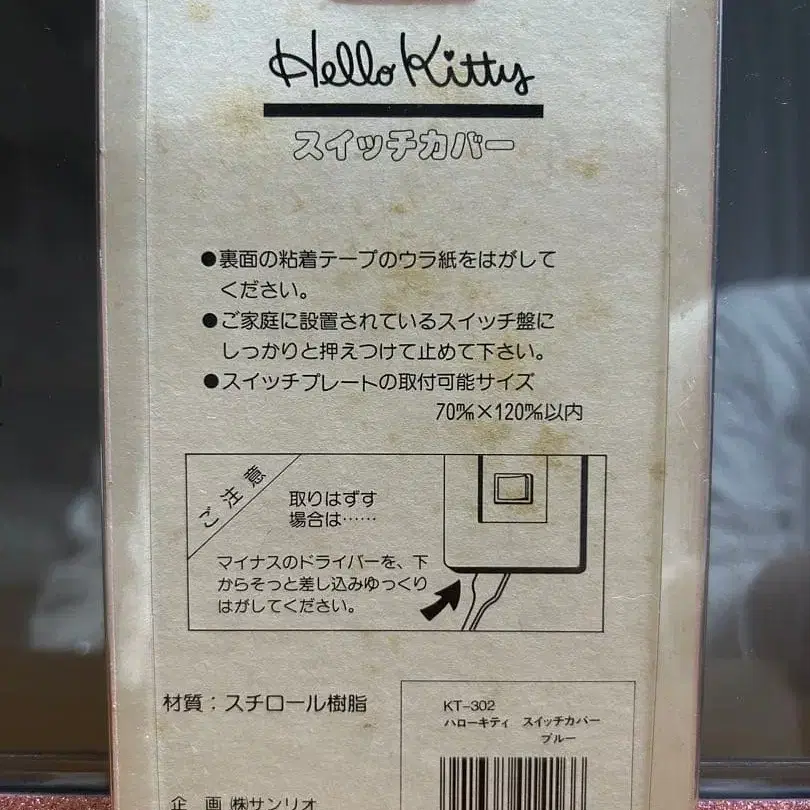 Hello Kitty
スイッチカバー
●裏面の粘着テープのウラ紙をはがして
ください。
●ご家庭に設置されているスイッチ盤に
しっかりと押えつけて止めて下さい。
●スイッチプレートの取付可能サイズ
70㎜×120㎜以内
ご注意
取りはずす
場合は……
マイナスのドライバーを、下
からそっと差し込みゆっくり
はがしてください。
材質：スチロール樹脂
KT-302
ハローキティ スイッチカバー
ブルー
企 画 ㈱サンリオ